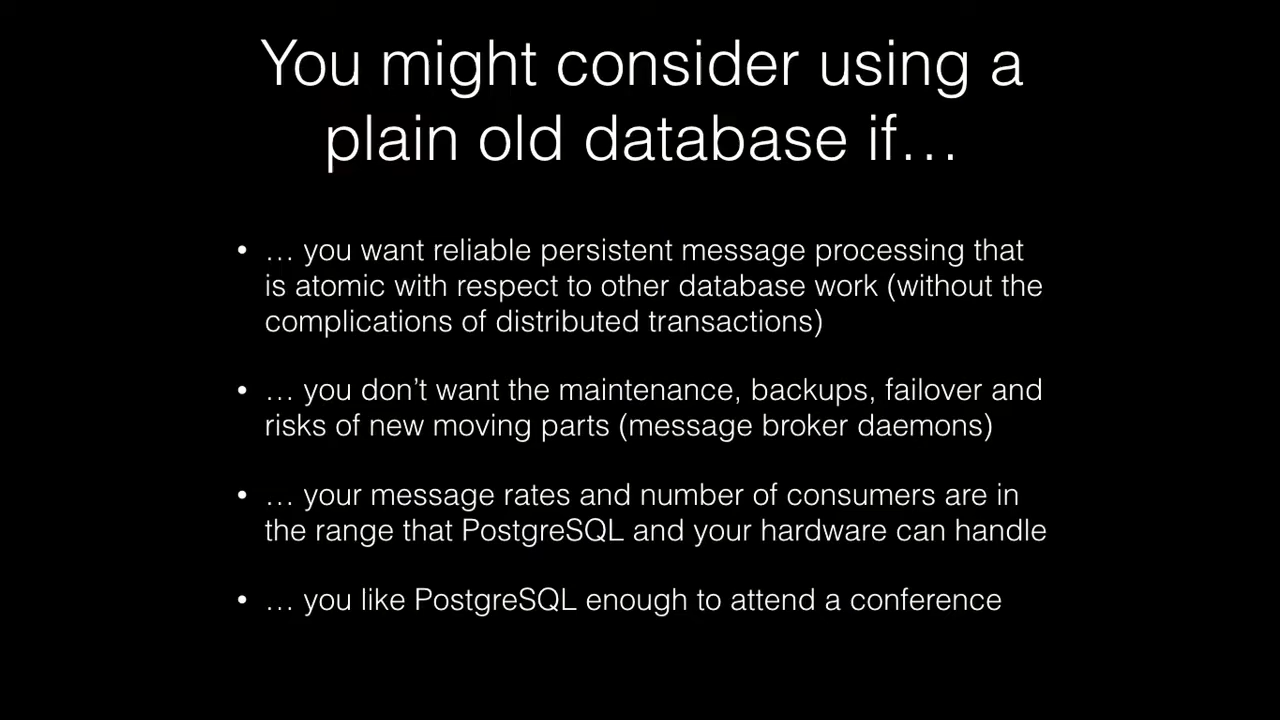 You might consider using a
plain old database if…
• … you want reliable persistent message processing that
is atomic with respect to other database work (without the
complications of distributed transactions)
• … you don’t want the maintenance, backups, failover and
risks of new moving parts (message broker daemons)
• … your message rates and number of consumers are in
the range that PostgreSQL and your hardware can handle
• … you like PostgreSQL enough to attend a conference